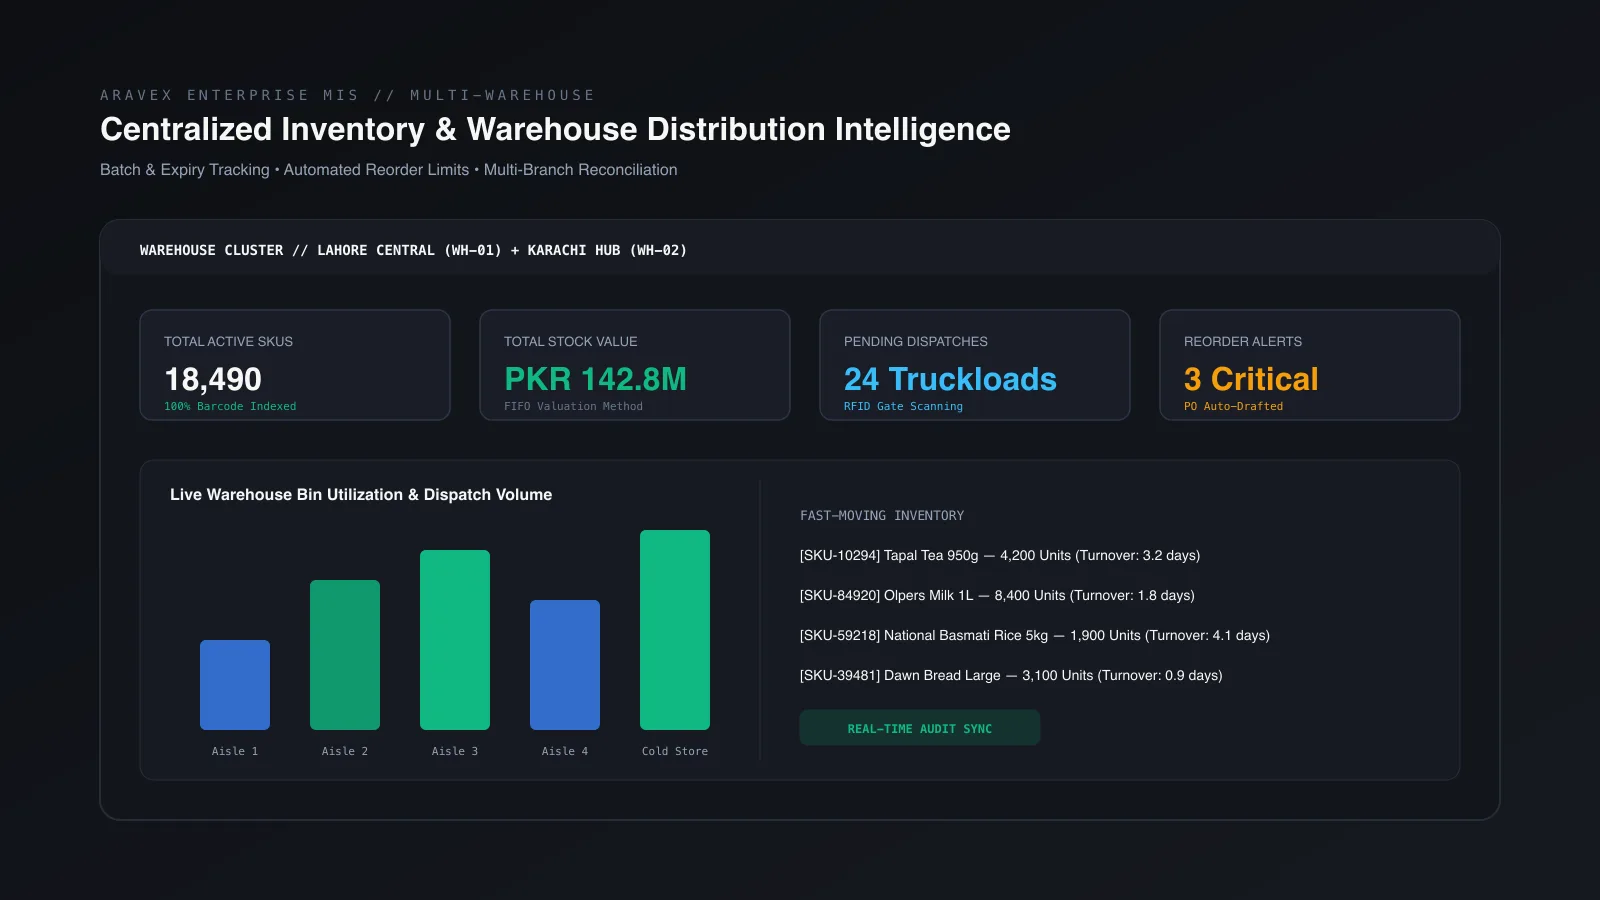 ARAVEX ENTERPRISE MIS // MULTI-WAREHOUSE
Centralized Inventory & Warehouse Distribution Intelligence
Batch & Expiry Tracking • Automated Reorder Limits • Multi-Branch Reconciliation
WAREHOUSE CLUSTER // LAHORE CENTRAL (WH-01) + KARACHI HUB (WH-02)
TOTAL ACTIVE SKUS
18,490
100% Barcode Indexed
TOTAL STOCK VALUE
PKR 142.8M
FIFO Valuation Method
PENDING DISPATCHES
24 Truckloads
RFID Gate Scanning
REORDER ALERTS
3 Critical
PO Auto-Drafted
Live Warehouse Bin Utilization & Dispatch Volume
Aisle 1
Aisle 2
Aisle 3
Aisle 4
Cold Store
FAST-MOVING INVENTORY
[SKU-10294] Tapal Tea 950g — 4,200 Units (Turnover: 3.2 days)
[SKU-84920] Olpers Milk 1L — 8,400 Units (Turnover: 1.8 days)
[SKU-59218] National Basmati Rice 5kg — 1,900 Units (Turnover: 4.1 days)
[SKU-39481] Dawn Bread Large — 3,100 Units (Turnover: 0.9 days)
REAL-TIME AUDIT SYNC